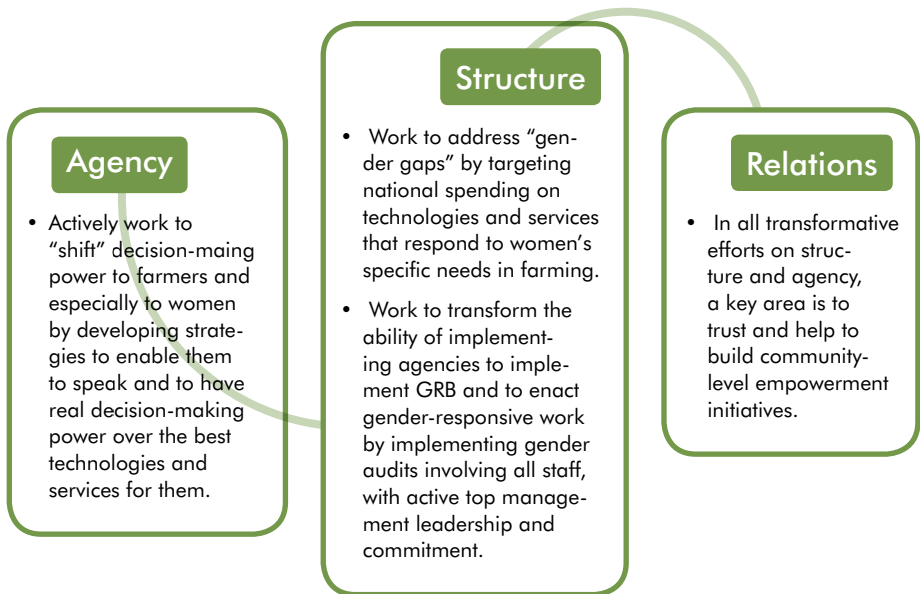 Agency
• Actively work to
“shift” decision-maing
power to farmers and
especially to women
by developing strate-
gies to enable them
to speak and to have
real decision-making
power over the best
technologies and
services for them.
Structure
• Work to address “gen-
der gaps” by targeting
national spending on
technologies and services
that respond to women’s
specific needs in farming.
• Work to transform the
ability of implement-
ing agencies to imple-
ment GRB and to enact
gender-responsive work
by implementing gender
audits involving all staff,
with active top manage-
ment leadership and
commitment.
Relations
• In all transformative
efforts on struc-
ture and agency,
a key area is to
trust and help to
build community-
level empowerment
initiatives.